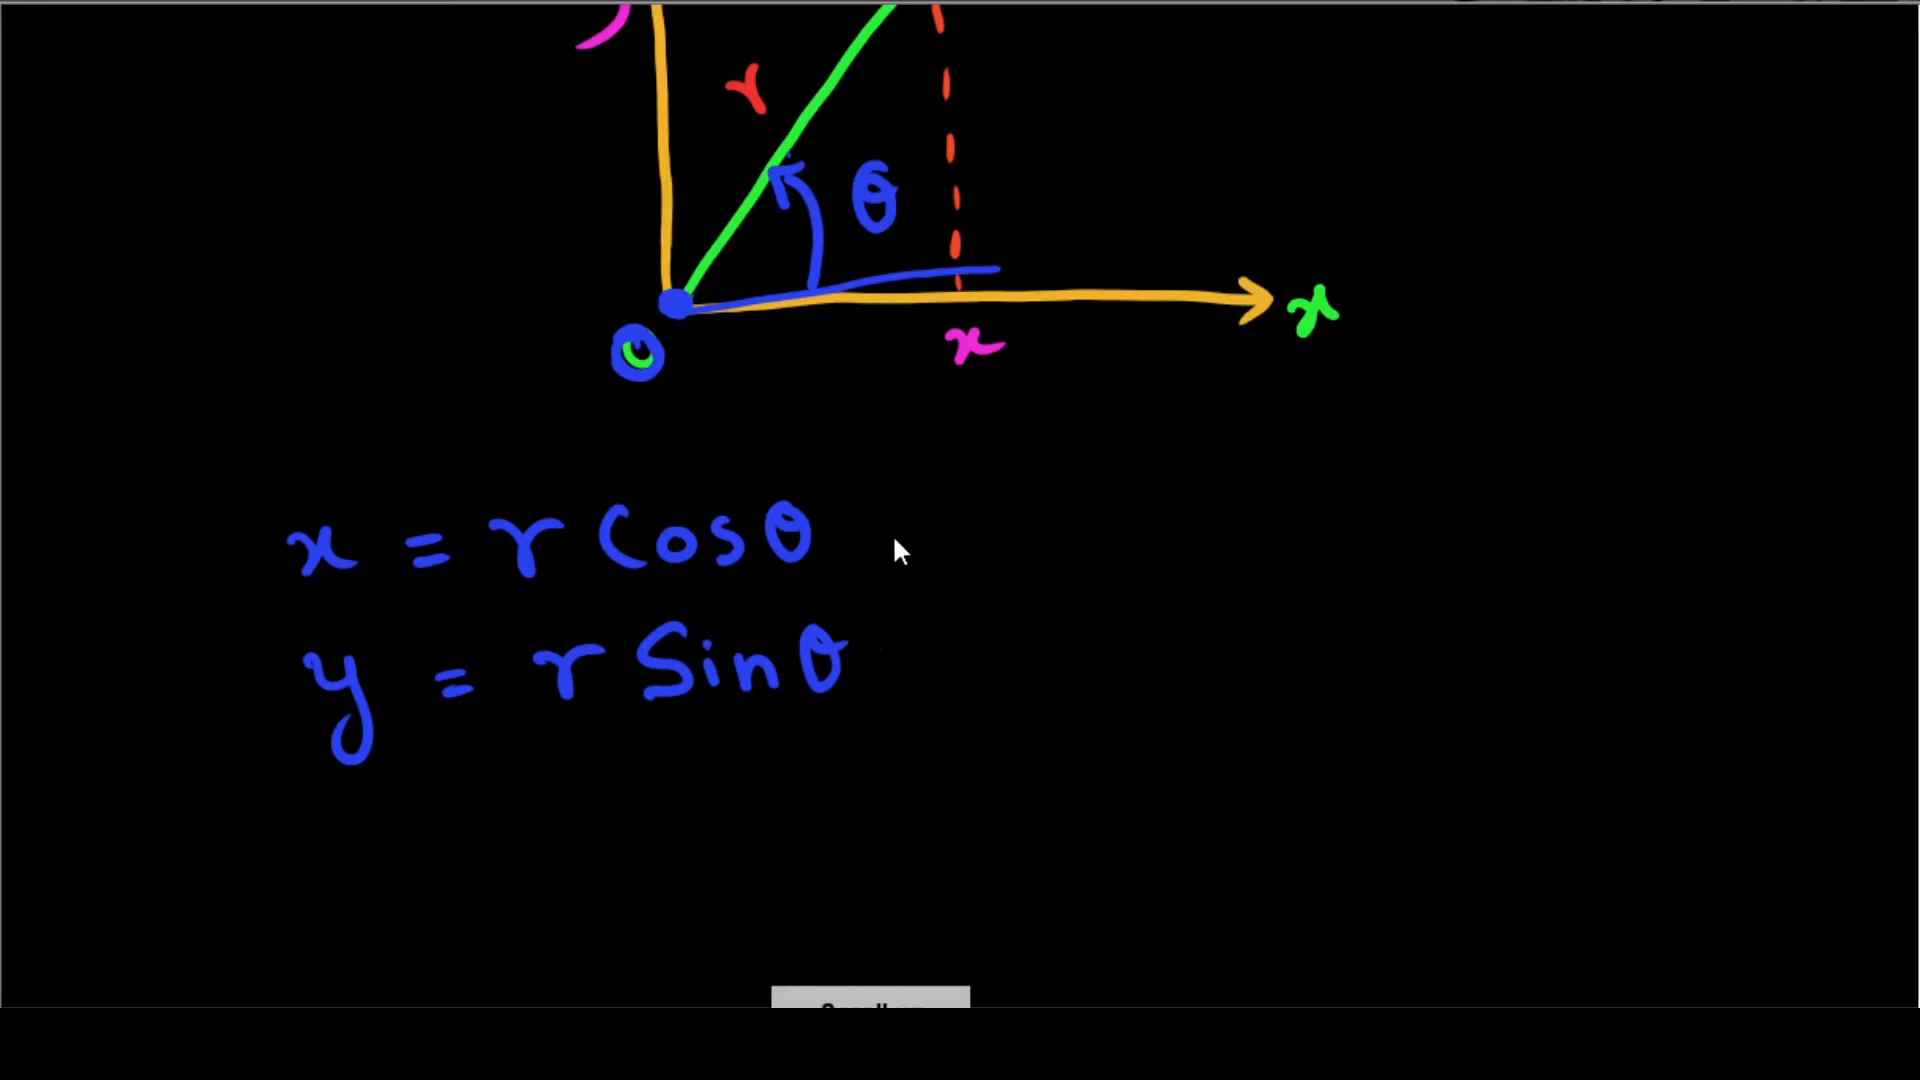 r
θ
x
x
O
x = r Cosθ
y = r Sinθ